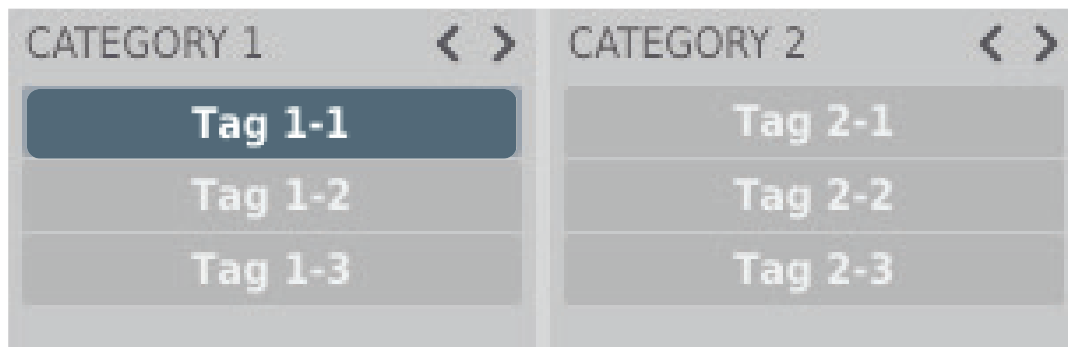 CATEGORY 1
Tag 1-1
Tag 1-2
Tag 1-3
CATEGORY 2
Tag 2-1
Tag 2-2
Tag 2-3